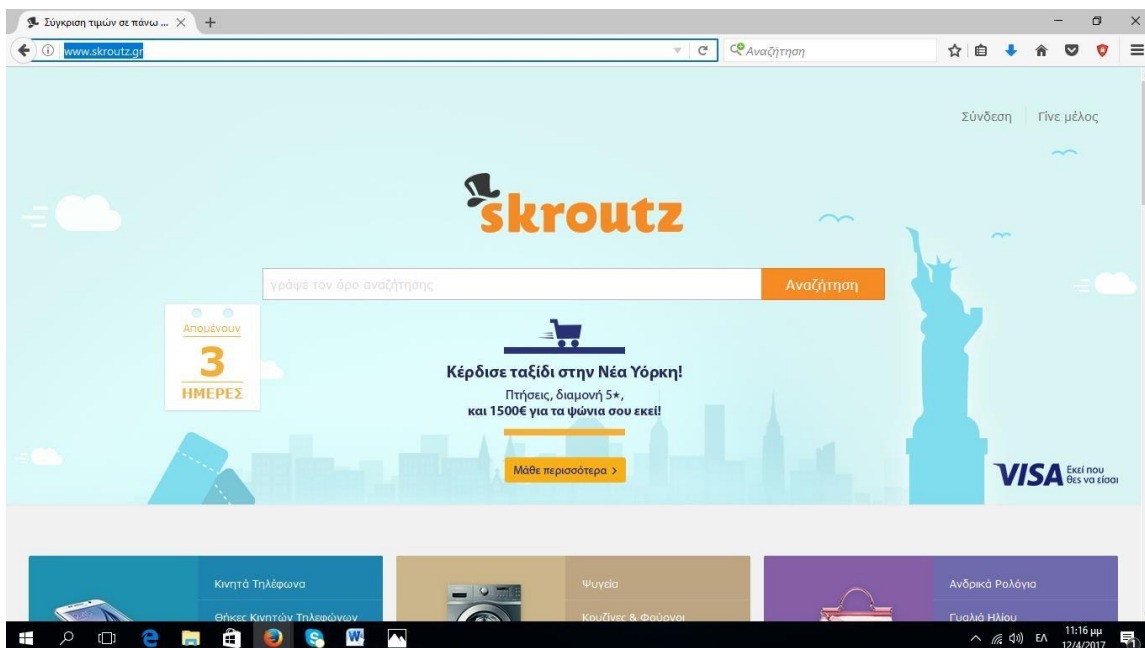 Σύγκριση τιμών σε πάνω ...
www.skroutz.gr
Αναζήτηση
Σύνδεση
Γίνε μέλος
skroutz
γράψε τον όρο αναζήτησης
Αναζήτηση
Απομένουν
3
ΗΜΕΡΕΣ
Κέρδισε ταξίδι στην Νέα Υόρκη!
Πτήσεις, διαμονή 5★,
και 1500€ για τα ψώνια σου εκεί!
Μάθε περισσότερα >
VISA
Εκεί που
θες να είσαι
Κινητά Τηλέφωνα
Θήκες Κινητών Τηλεφώνων
Ψυγεία
Κουζίνες & Φούρνοι
Ανδρικά Ρολόγια
Γυαλιά Ηλίου
ΕΛ
11:16 μμ
12/4/2017